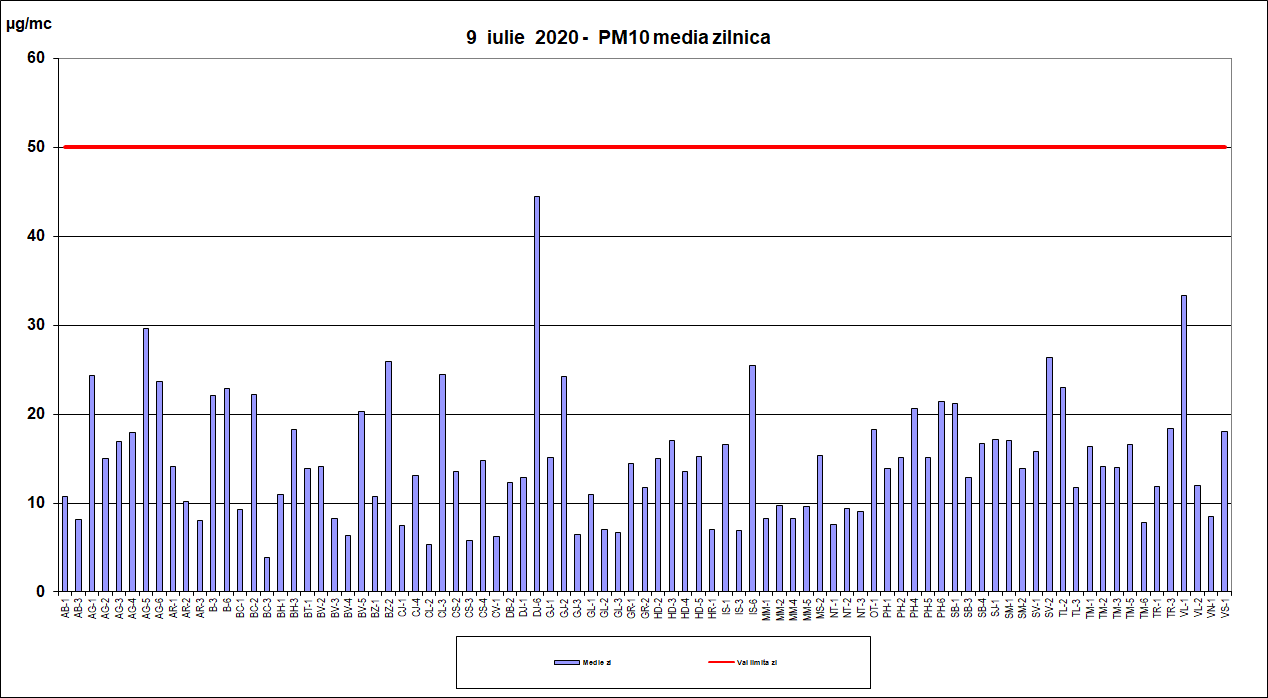 µg/mc
9 iulie 2020 - PM10 media zilnica
60
50
40
30
20
10
0
AB-1 AB-3 AG-1 AG-2 AG-3 AG-4 AG-5 AG-6 AR-1 AR-2 AR-3 B-3 B-6 BC-1 BC-2 BC-3 BH-1 BH-3 BT-1 BV-2 BV-3 BV-4 BV-5 BZ-1 BZ-2 CJ-1 CJ-4 CL-2 CL-3 CS-2 CS-3 CS-4 CV-1 DB-2 DJ-1 DJ-6 GJ-1 GJ-2 GJ-3 GL-1 GL-2 GL-3 GR-1 GR-2 HD-2 HD-3 HD-4 HD-5 HR-1 IS-1 IS-3 IS-6 MM-1 MM-2 MM-4 MM-5 MS-2 NT-1 NT-2 NT-3 OT-1 PH-1 PH-2 PH-4 PH-5 PH-6 SB-1 SB-3 SB-4 SJ-1 SM-1 SM-2 SV-1 SV-2 TL-2 TL-3 TM-1 TM-2 TM-3 TM-5 TM-6 TR-1 TR-3 VL-1 VL-2 VN-1 VS-1
Medie zi Val limita zi